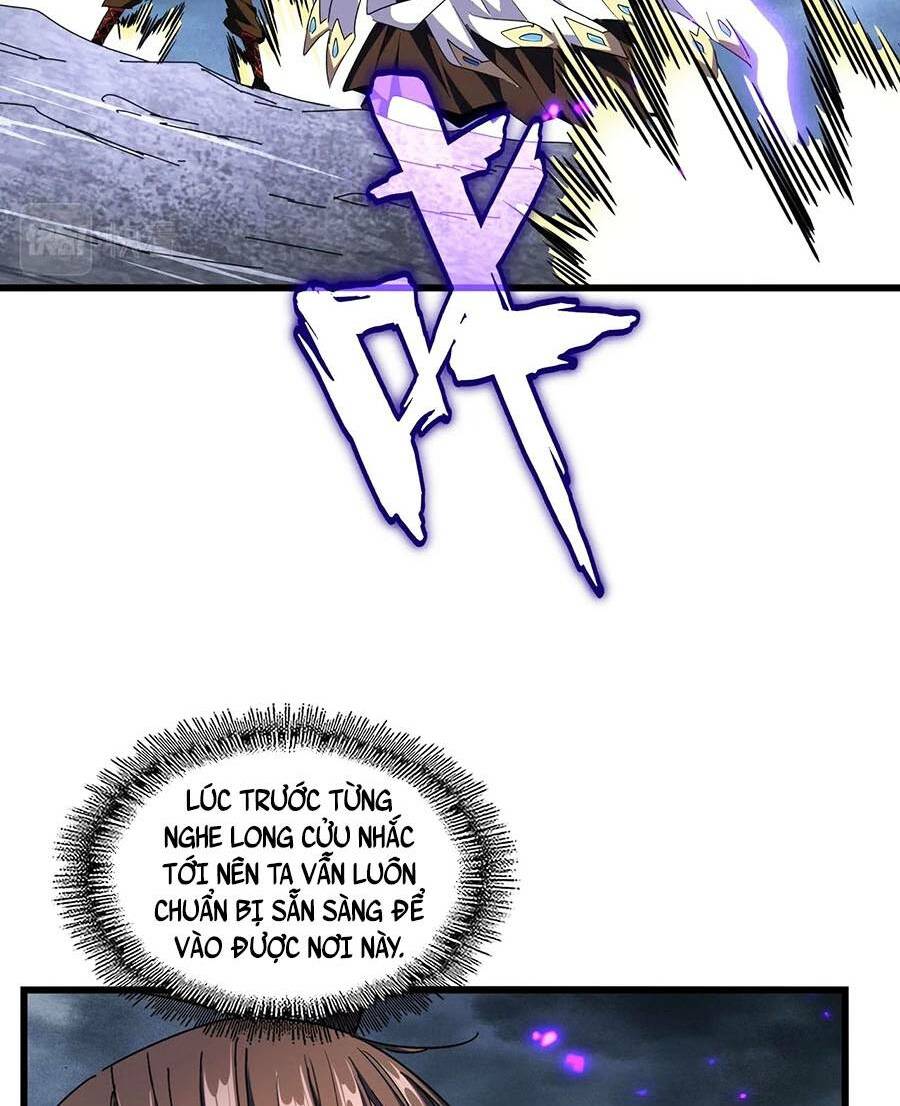 LÚC TRƯỚC TỪNG
NGHE LONG CỬU NHẮC
TỚI NÊN TA VẪN LUÔN
CHUẨN BỊ SẴN SÀNG ĐỂ
VÀO ĐƯỢC NƠI NÀY.